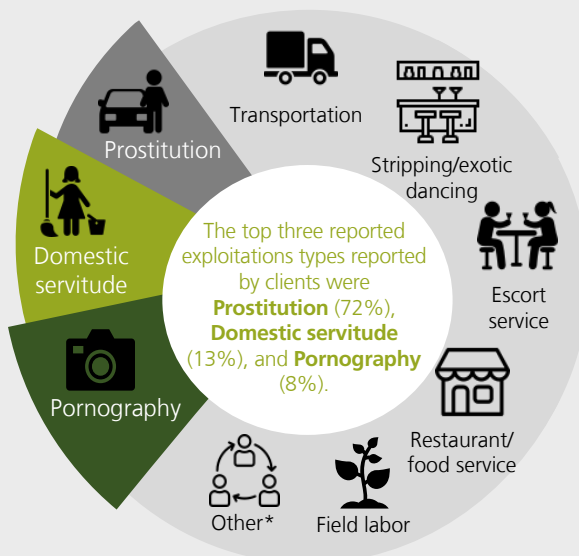 Transportation
Prostitution
Stripping/exotic
dancing
Domestic
servitude
The top three reported
exploitations types reported
by clients were
Prostitution (72%),
Domestic servitude
(13%), and Pornography
(8%).
Escort
service
Pornography
Restaurant/
food service
Other*
Field labor